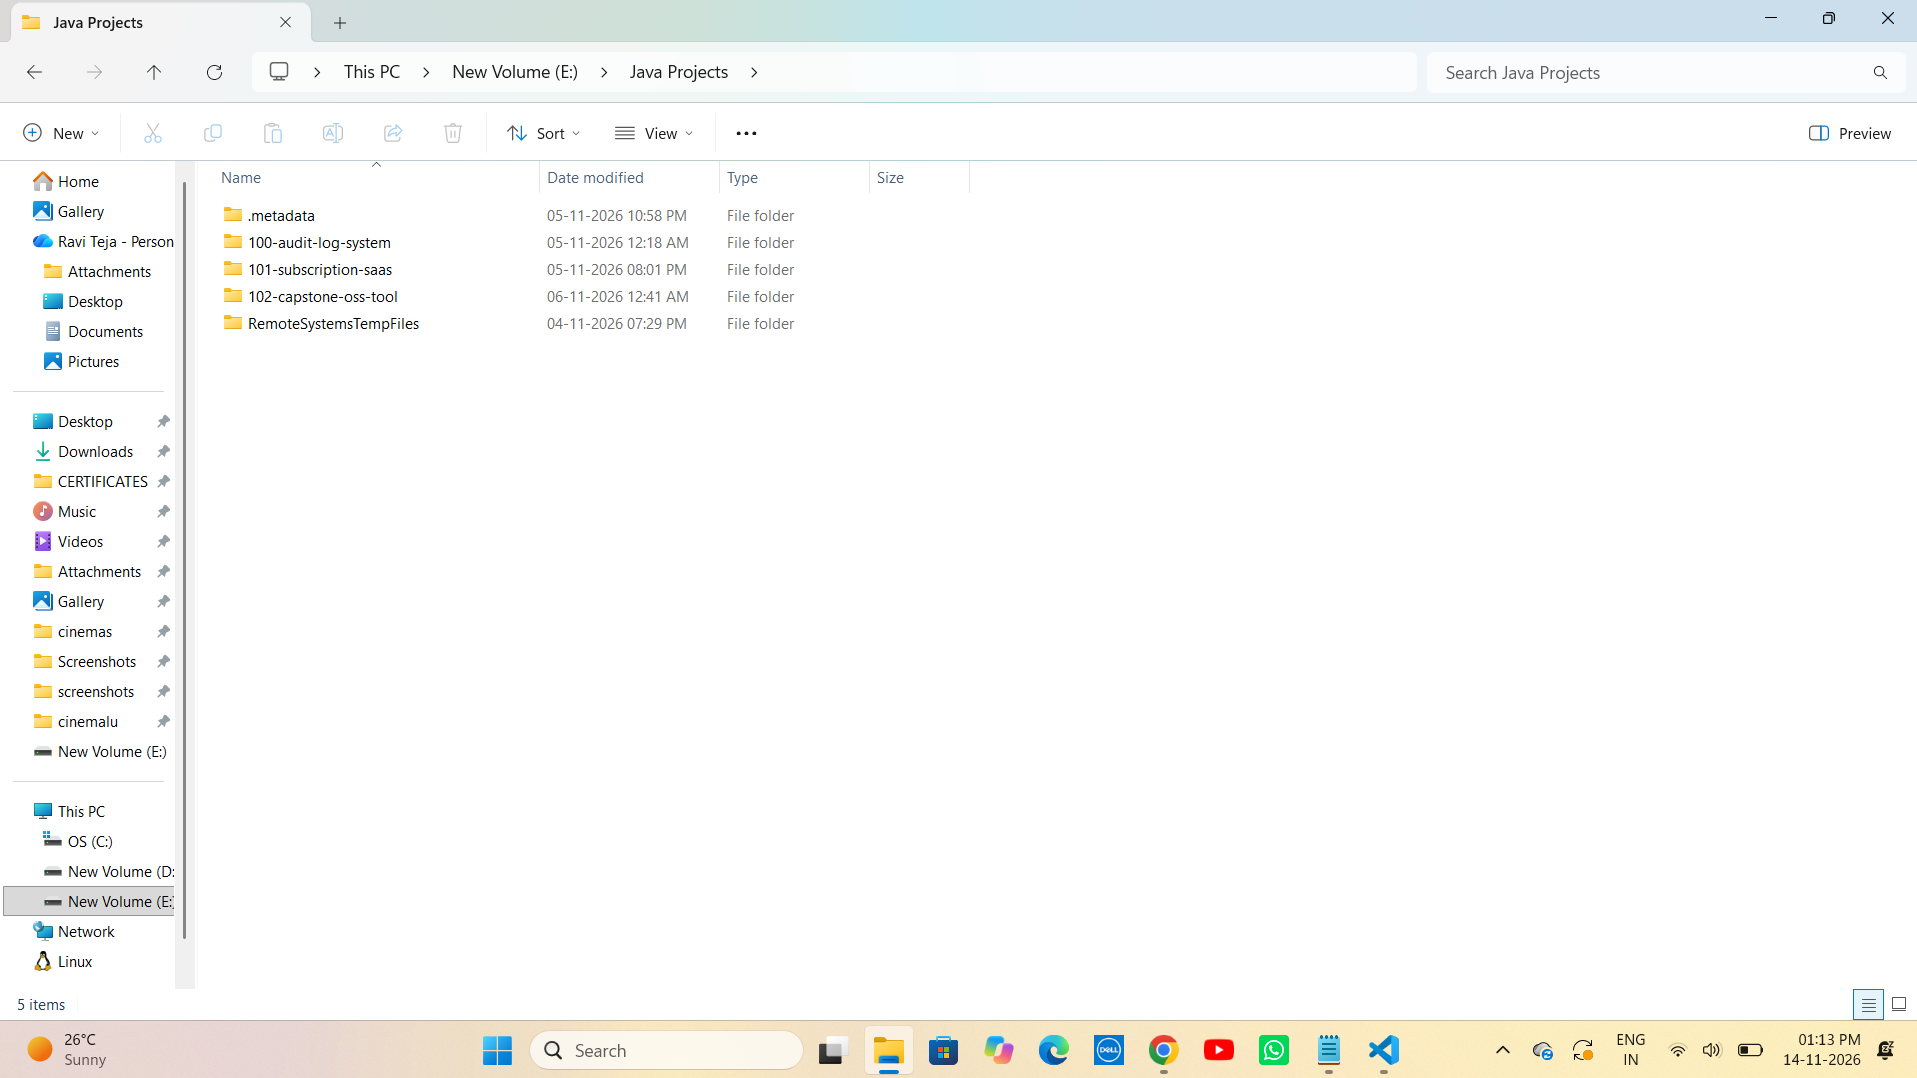 Java Projects
This PC > New Volume (E:) > Java Projects >
Search Java Projects
New
Sort
View
Preview
Name Date modified Type Size
.metadata 05-11-2026 10:58 PM File folder
100-audit-log-system 05-11-2026 12:18 AM File folder
101-subscription-saas 05-11-2026 08:01 PM File folder
102-capstone-oss-tool 06-11-2026 12:41 AM File folder
RemoteSystemsTempFiles 04-11-2026 07:29 PM File folder
Home
Gallery
Ravi Teja - Person
Attachments
Desktop
Documents
Pictures
Desktop
Downloads
CERTIFICATES
Music
Videos
Attachments
Gallery
cinemas
Screenshots
screenshots
cinemalu
New Volume (E:)
This PC
OS (C:)
New Volume (D:
New Volume (E:)
Network
Linux
5 items
26°C
Sunny
Search
DELL
ENG
IN
01:13 PM
14-11-2026